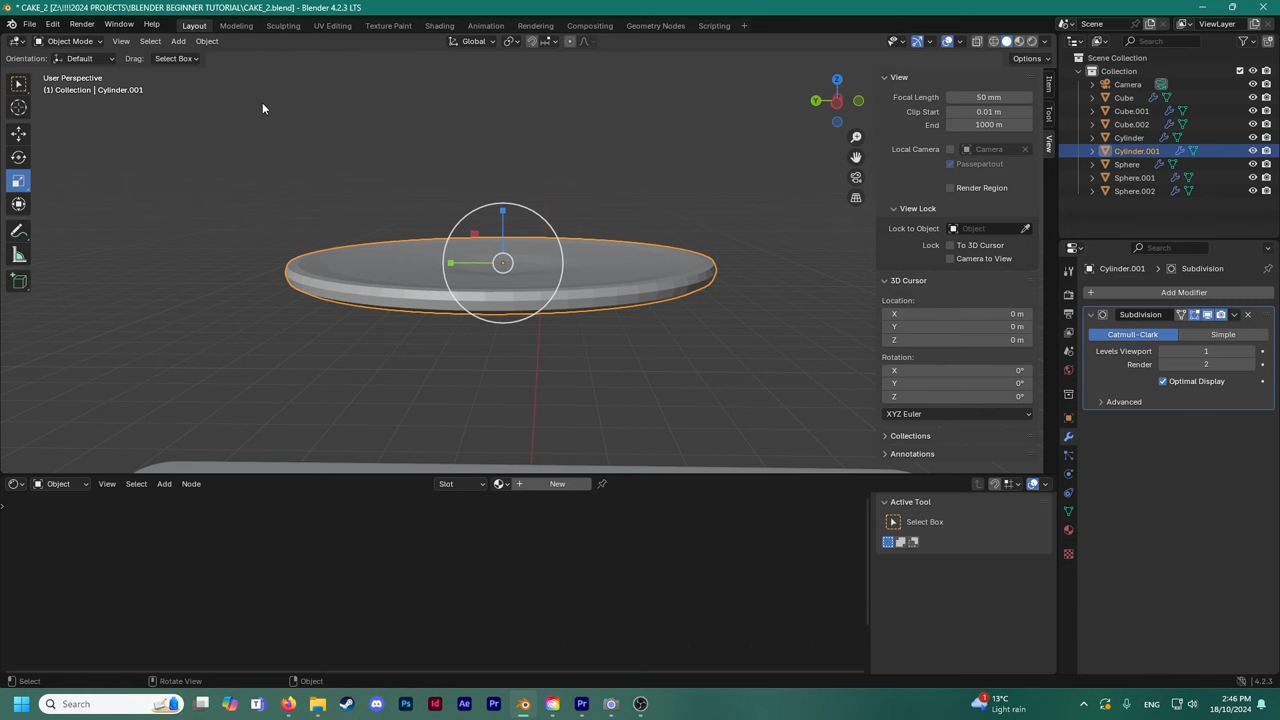 * CAKE_2 [Z:\!!!!2024 PROJECTS\BLENDER BEGINNER TUTORIAL\CAKE_2.blend] - Blender 4.2.3 LTS
File Edit Render Window Help Layout Modeling Sculpting UV Editing Texture Paint Shading Animation Rendering Compositing Geometry Nodes Scripting + Scene ViewLayer
Object Mode View Select Add Object Global Search
Orientation: Default Drag: Select Box Options
User Perspective
(1) Collection | Cylinder.001
Item
Tool
View
View
Focal Length 50 mm
Clip Start 0.01 m
End 1000 m
Local Camera Camera
Passepartout
Render Region
View Lock
Lock to Object Object
Lock To 3D Cursor
Camera to View
3D Cursor
Location:
X 0 m
Y 0 m
Z 0 m
Rotation:
X 0°
Y 0°
Z 0°
XYZ Euler
Collections
Annotations
Scene Collection
Collection
Camera
Cube
Cube.001
Cube.002
Cylinder
Cylinder.001
Sphere
Sphere.001
Sphere.002
Search
Cylinder.001 > Subdivision
+ Add Modifier
Subdivision
Catmull-Clark Simple
Levels Viewport 1
Render 2
Optimal Display
Advanced
Object View Select Add Node Slot + New
Active Tool
Select Box
Select Rotate View Object 4.2.3
Search 13°C Light rain ENG 2:46 PM 18/10/2024